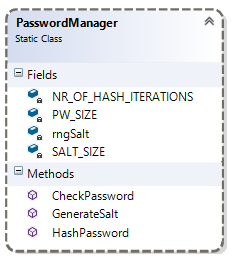 PasswordManager
Static Class
Fields
NR_OF_HASH_ITERATIONS
PW_SIZE
rngSalt
SALT_SIZE
Methods
CheckPassword
GenerateSalt
HashPassword